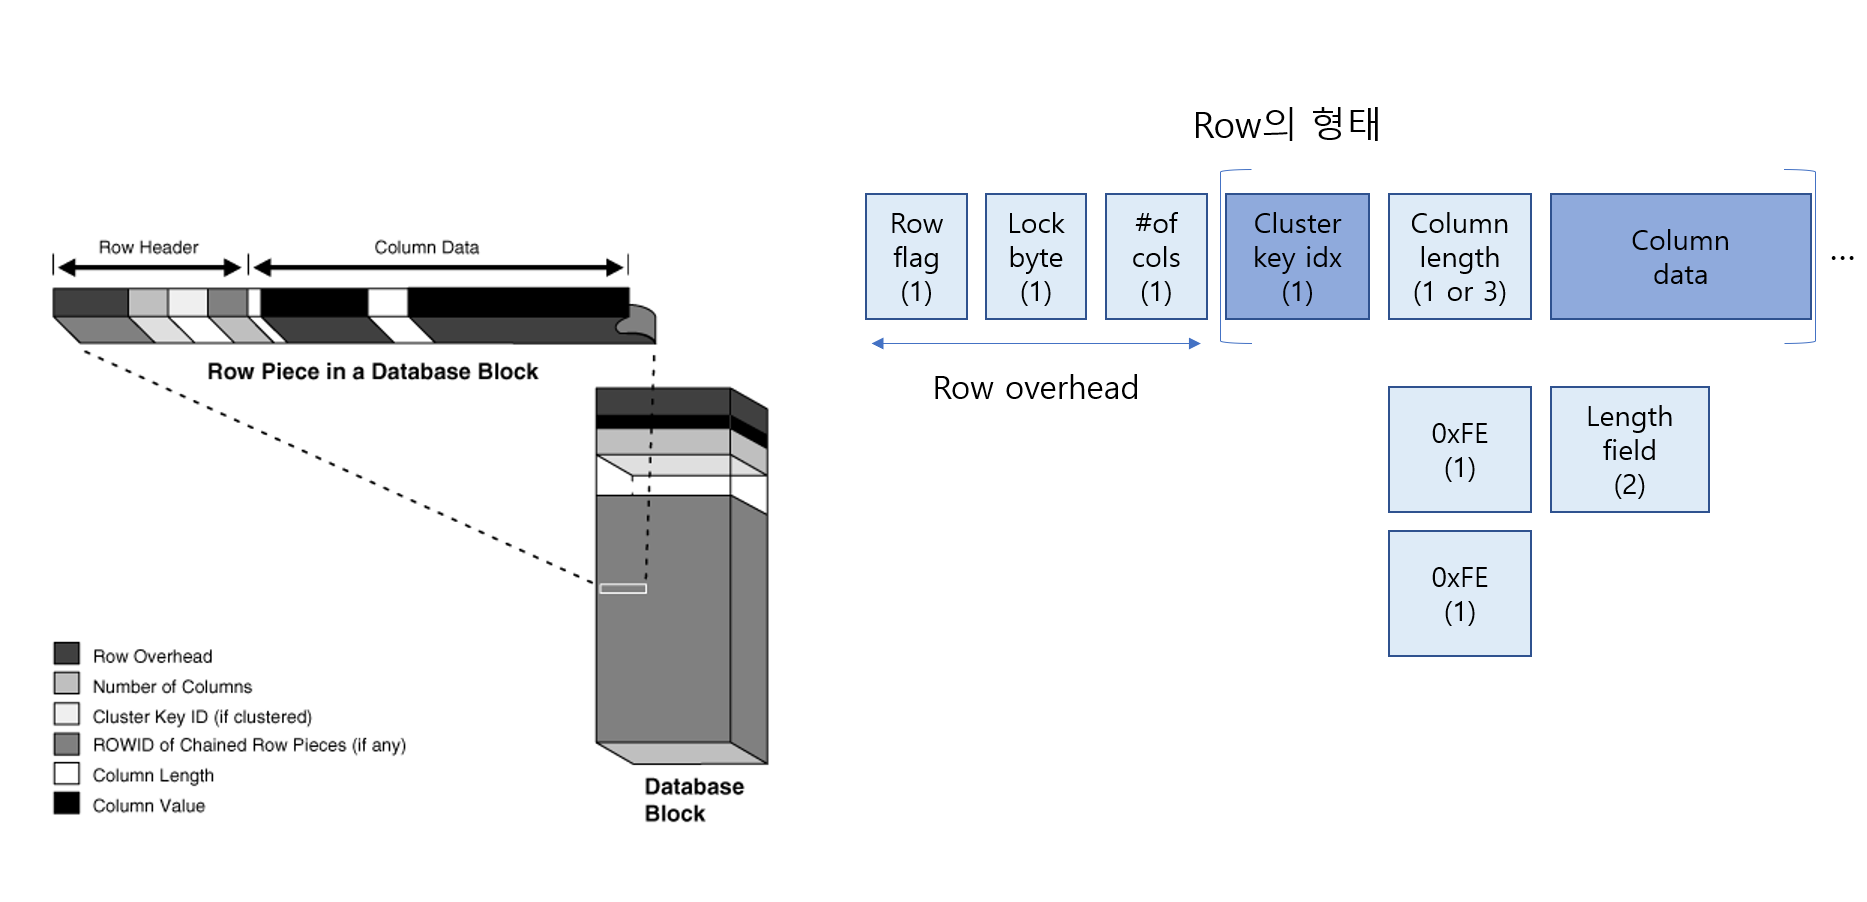 Row Header
Column Data
Row Piece in a Database Block
Row Overhead
Number of Columns
Cluster Key ID (if clustered)
ROWID of Chained Row Pieces (if any)
Column Length
Column Value
Database
Block
Row의 형태
Row
flag
(1)
Lock
byte
(1)
#of
cols
(1)
Cluster
key idx
(1)
Column
length
(1 or 3)
Column
data
...
Row overhead
0xFE
(1)
Length
field
(2)
0xFE
(1)